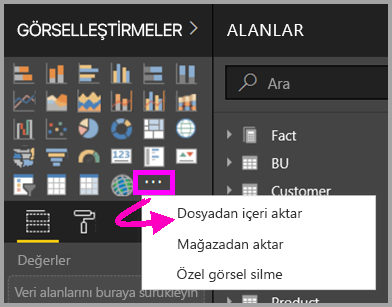 GÖRSELLEŞTİRMELER
ALANLAR
Ara
Fact
BU
Customer
Dosyadan içeri aktar
Mağazadan aktar
Özel görsel silme
Değerler
Veri alanlarını buraya sürükleyin
Product